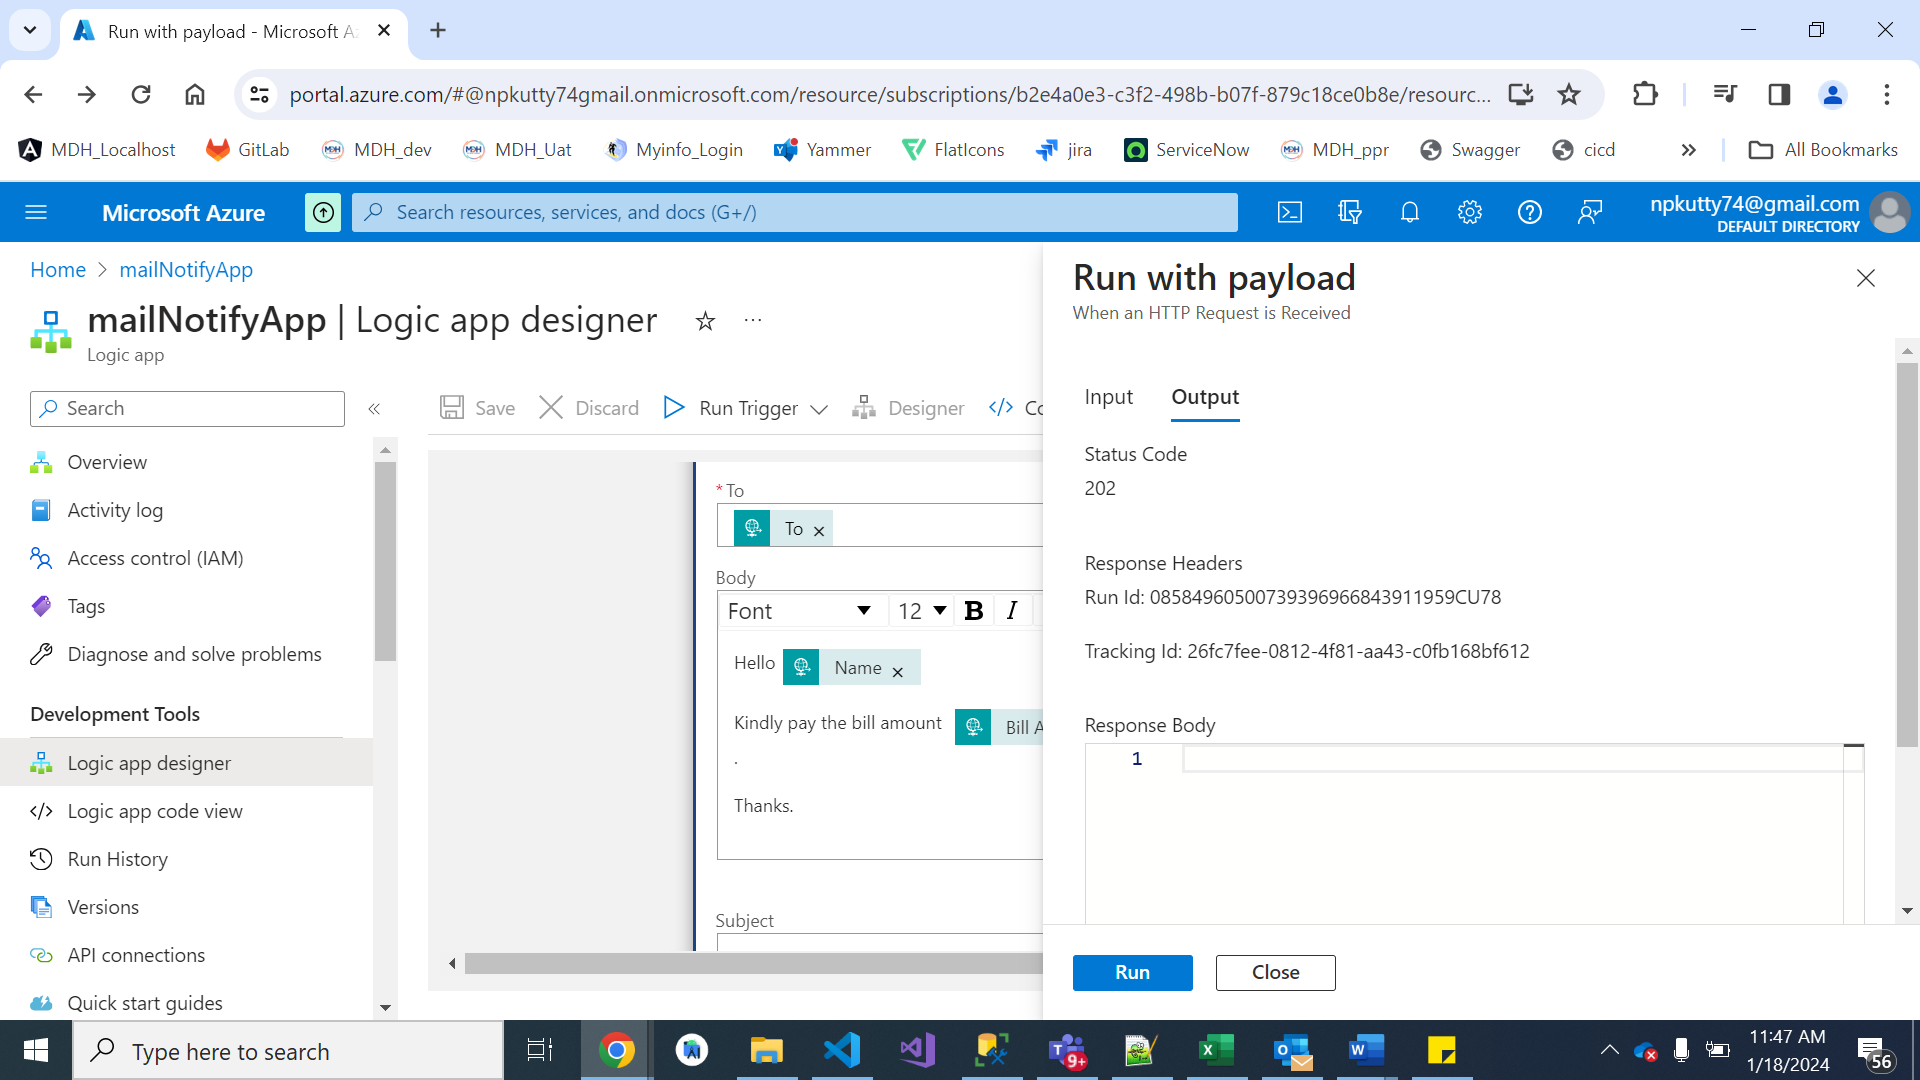 Run with payload - Microsoft Az
portal.azure.com/#@npkutty74gmail.onmicrosoft.com/resource/subscriptions/b2e4a0e3-c3f2-498b-b07f-879c18ce0b8e/resourc...
MDH_Localhost
GitLab
MDH_dev
MDH_Uat
Myinfo_Login
Yammer
FlatIcons
jira
ServiceNow
MDH_ppr
Swagger
cicd
All Bookmarks
Microsoft Azure
Search resources, services, and docs (G+/)
npkutty74@gmail.com
DEFAULT DIRECTORY
Home
mailNotifyApp
mailNotifyApp | Logic app designer
Logic app
Search
Overview
Activity log
Access control (IAM)
Tags
Diagnose and solve problems
Development Tools
Logic app designer
Logic app code view
Run History
Versions
API connections
Quick start guides
Save
Discard
Run Trigger
Designer
Co
* To
To
Body
Font
12
B
I
Hello Name
Kindly pay the bill amount Bill A
.
Thanks.
Subject
Run with payload
When an HTTP Request is Received
Input
Output
Status Code
202
Response Headers
Run Id: 08584960500739396966843911959CU78
Tracking Id: 26fc7fee-0812-4f81-aa43-c0fb168bf612
Response Body
1
Run
Close
Type here to search
9+
11:47 AM
1/18/2024
56